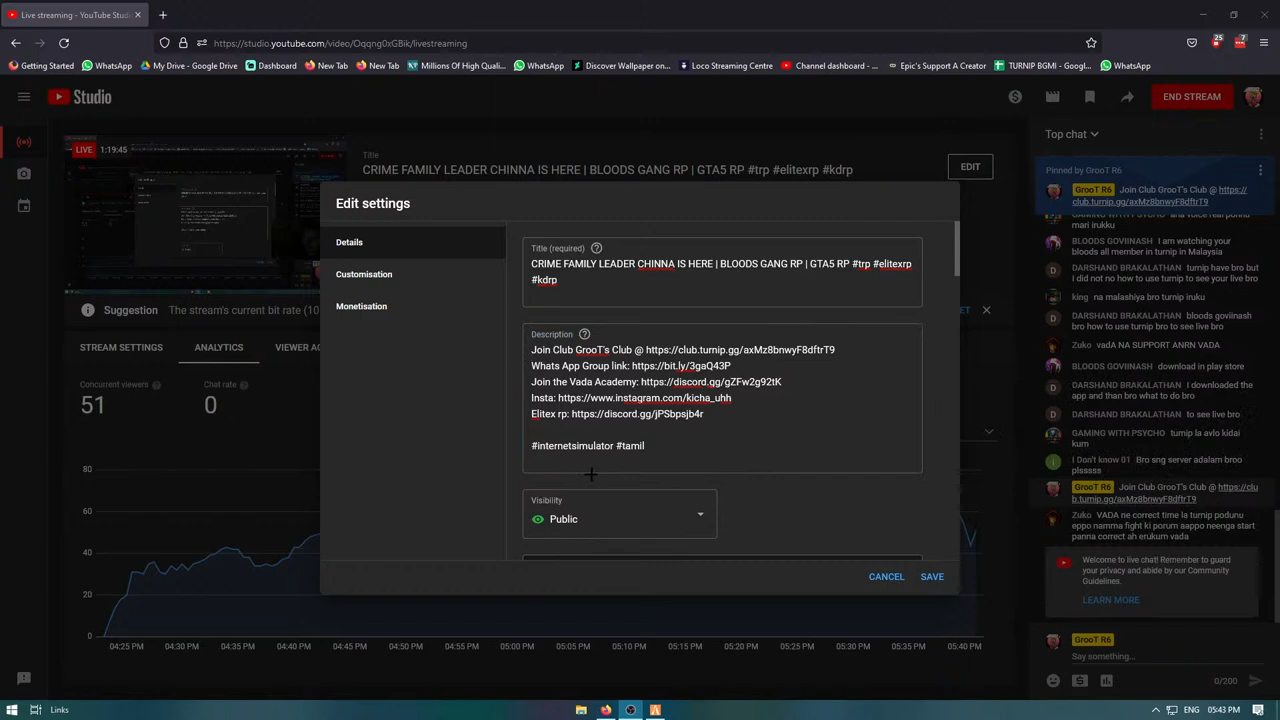 Live streaming - YouTube Stud
https://studio.youtube.com/video/Oqqng0xGBik/livestreaming
25
7
Getting Started
WhatsApp
My Drive - Google Drive
Dashboard
New Tab
New Tab
Millions Of High Quali...
WhatsApp
Discover Wallpaper on...
Loco Streaming Centre
Channel dashboard - ...
Epic's Support A Creator
TURNIP BGMI - Googl...
WhatsApp
Studio
END STREAM
LIVE
1:19:45
Title
CRIME FAMILY LEADER CHINNA IS HERE | BLOODS GANG RP | GTA5 RP #trp #elitexrp #kdrp
EDIT
Suggestion
The stream's current bit rate (10
STREAM SETTINGS
ANALYTICS
VIEWER A
Concurrent viewers
51
Chat rate
0
80
60
40
20
0
04:25 PM
04:30 PM
04:35 PM
04:40 PM
04:45 PM
04:50 PM
04:55 PM
05:00 PM
05:05 PM
05:10 PM
05:15 PM
05:20 PM
05:25 PM
05:30 PM
05:35 PM
05:40 PM
Edit settings
Details
Customisation
Monetisation
Title (required)
CRIME FAMILY LEADER CHINNA IS HERE | BLOODS GANG RP | GTA5 RP #trp #elitexrp
#kdrp
Description
Join Club GrooT's Club @ https://club.turnip.gg/axMz8bnwyF8dftrT9
Whats App Group link: https://bit.ly/3gaQ43P
Join the Vada Academy: https://discord.gg/gZFw2g92tK
Insta: https://www.instagram.com/kicha_uhh
Elitex rp: https://discord.gg/jPSbpsjb4r
#internetsimulator #tamil
Visibility
Public
CANCEL
SAVE
Top chat
Pinned by GrooT R6
GrooT R6 Join Club GrooT's Club @ https://
club.turnip.gg/axMz8bnwyF8dftrT9
GAMING WITH PSYCHO ana voice real ponnu
mari irukku
BLOODS GOVIINASH I am watching your
bloods all member in turnip in Malaysia
DARSHAND BRAKALATHAN turnip have bro but
I did not no how to use turnip to see your live bro
king na malashiya bro turnip iruku
DARSHAND BRAKALATHAN bloods goviinash
bro how to use turnip to see live bro
Zuko vadA NA SUPPORT ANRN VADA
BLOODS GOVIINASH download in play store
DARSHAND BRAKALATHAN I downloaded the
app and than bro what to do bro
DARSHAND BRAKALATHAN to see live bro
GAMING WITH PSYCHO turnip la avlo kidai
kum
I Don't know 01 Bro sng server adalam broo
plsssss
GrooT R6 Join Club GrooT's Club @ https://clu
b.turnip.gg/axMz8bnwyF8dftrT9
Zuko VADA ne correct time la turnip podunu
eppo namma fight ki porum aappo neenga start
panna correct ah erukum vada
Welcome to live chat! Remember to guard
your privacy and abide by our Community
Guidelines.
LEARN MORE
GrooT R6
Say something...
0/200
Links
ENG
05:43 PM